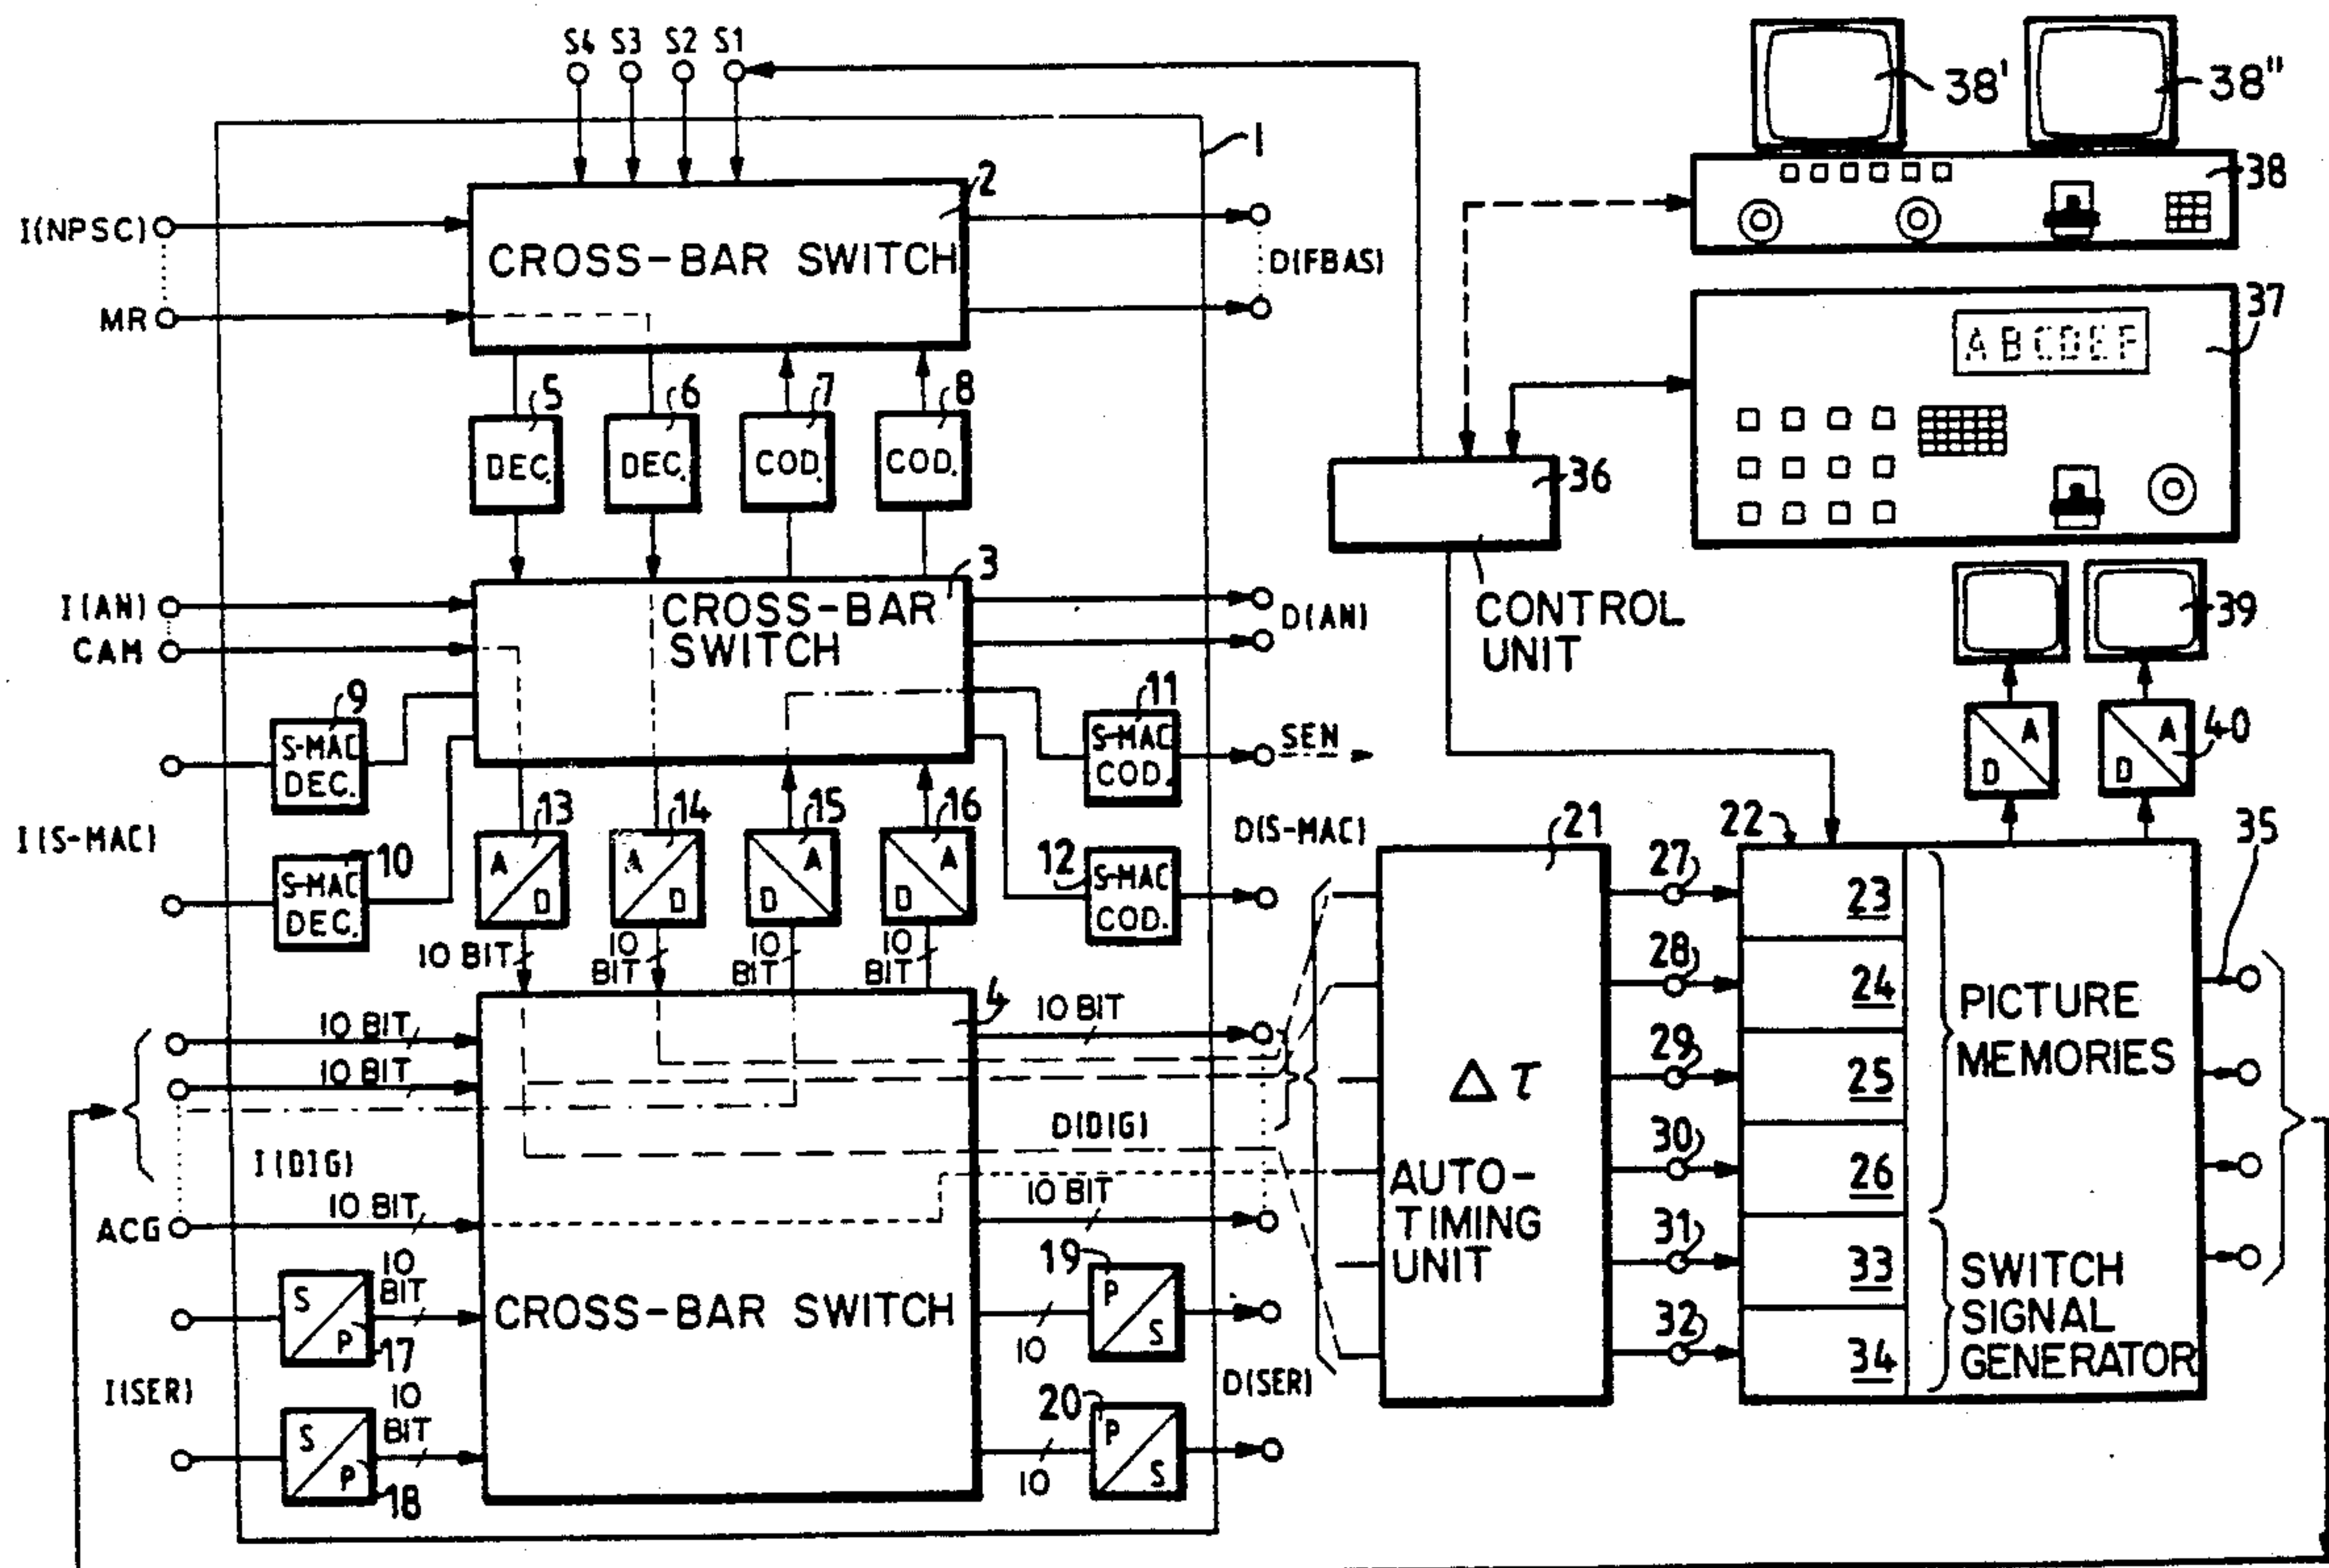 S4 S3 S2 S1
1
38' 38"
38
I(NPSC)
2
CROSS-BAR SWITCH
D(FBAS)
MR
37
ABCDEF
5 6 7 8
DEC. DEC. COD. COD.
36
CONTROL
UNIT
I(AN)
CAM
3
CROSS-BAR
SWITCH
D(AN)
39
9
S-MAC
DEC.
11
S-MAC
COD.
SEN
I(S-MAC)
10
S-MAC
DEC.
13 14 15 16
A D
A D
A D
A D
12
S-MAC
COD.
D(S-MAC)
A D
A D
40
10 BIT
10
BIT
10
BIT
10
BIT
21
22
35
27
28
29
30
31
32
23
24
25
26
33
34
PICTURE
MEMORIES
SWITCH
SIGNAL
GENERATOR
Δ τ
AUTO-
TIMING
UNIT
4
10 BIT
10 BIT
10 BIT
D(DIG)
I(DIG)
ACG
10 BIT
10 BIT
CROSS-BAR SWITCH
S P
17
10
BIT
19
P S
10
I(SER)
D(SER)
S P
18
10
BIT
20
P S
10